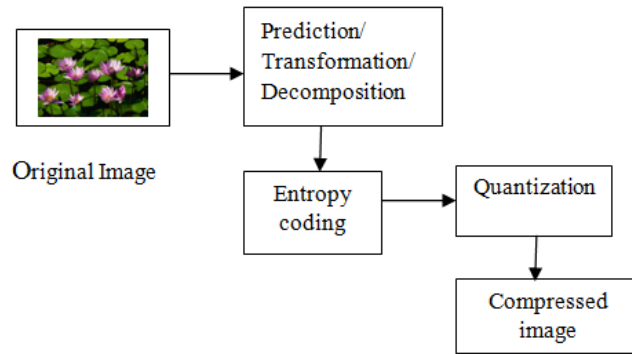 Prediction/
Transformation/
Decomposition
Original Image
Entropy
coding
Quantization
Compressed
image